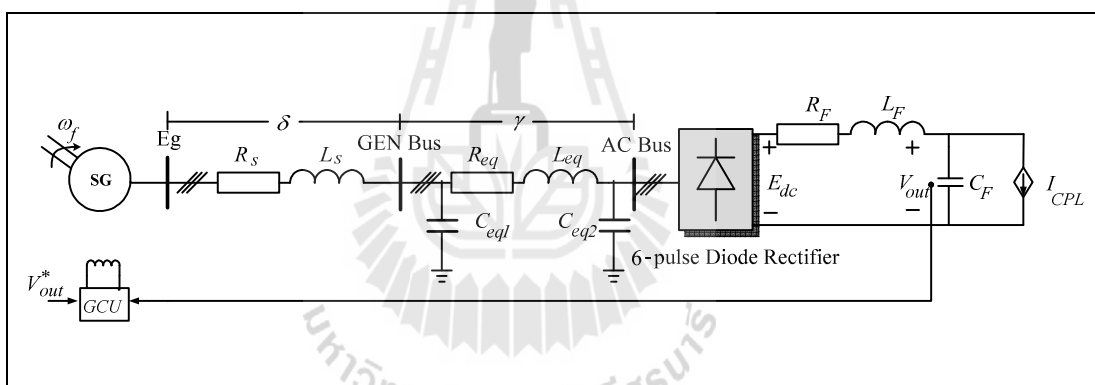 ω_f
SG
Eg
δ
R_s
L_s
GEN Bus
γ
R_eq
L_eq
C_eq1
C_eq2
AC Bus
6-pulse Diode Rectifier
E_dc
+
−
R_F
L_F
+
V_out
−
C_F
I_CPL
V*_out
GCU